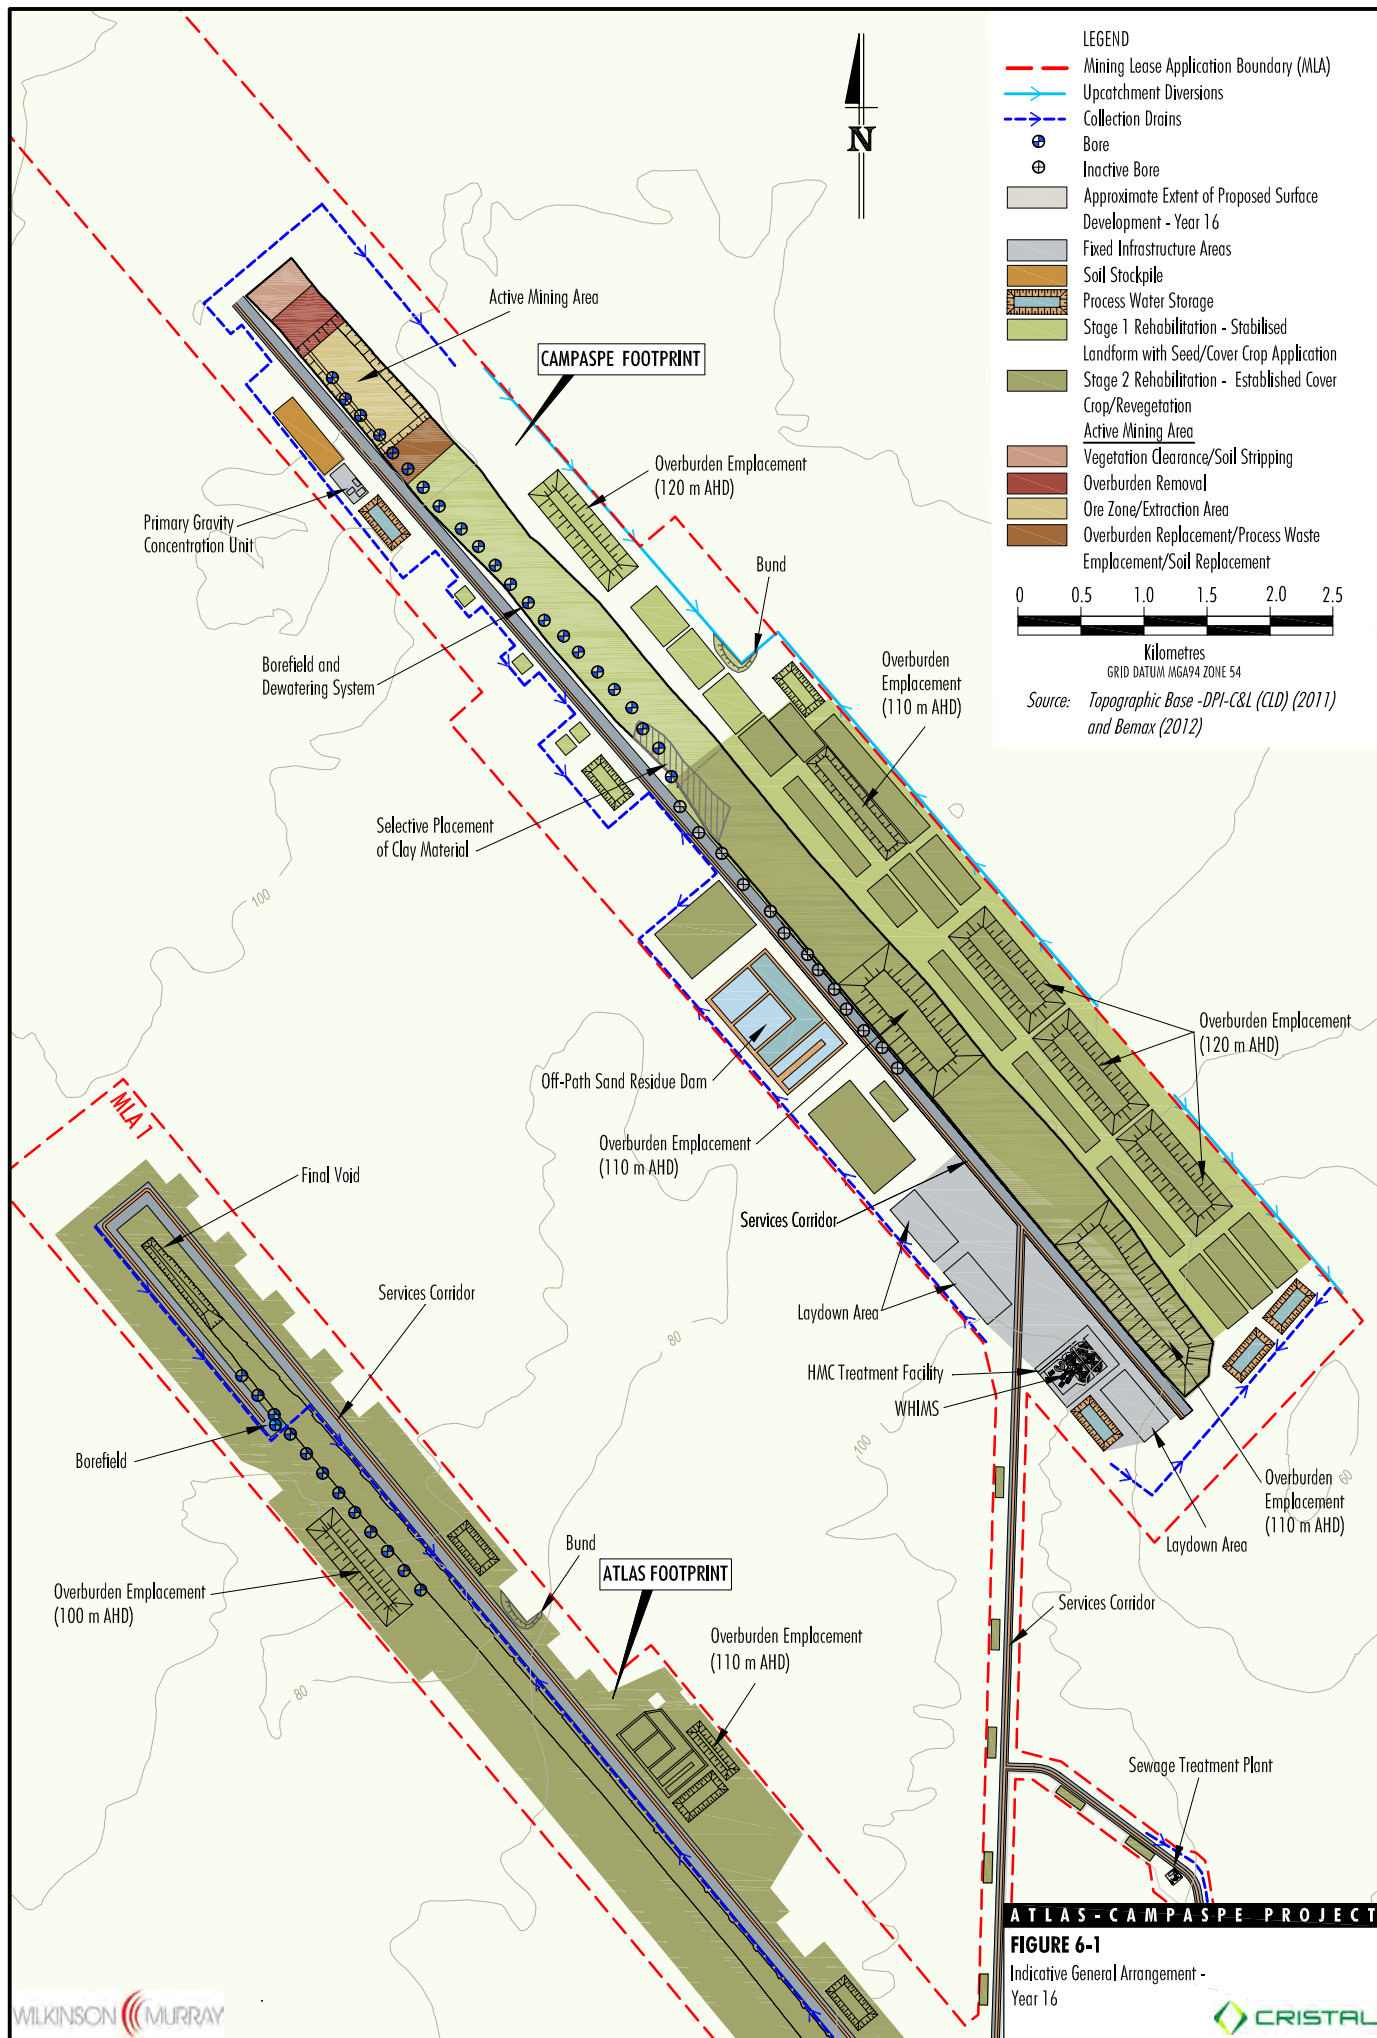 LEGEND
Mining Lease Application Boundary (MLA)
Upcatchment Diversions
Collection Drains
Bore
Inactive Bore
Approximate Extent of Proposed Surface
Development - Year 16
Fixed Infrastructure Areas
Soil Stockpile
Process Water Storage
Stage 1 Rehabilitation - Stabilised
Landform with Seed/Cover Crop Application
Stage 2 Rehabilitation - Established Cover
Crop/Revegetation
Active Mining Area
Vegetation Clearance/Soil Stripping
Overburden Removal
Ore Zone/Extraction Area
Overburden Replacement/Process Waste
Emplacement/Soil Replacement
0 0.5 1.0 1.5 2.0 2.5
Kilometres
GRID DATUM MGA94 ZONE 54
Source: Topographic Base -DPI-C&L (CLD) (2011)
and Bemax (2012)
N
Active Mining Area
CAMPASPE FOOTPRINT
Overburden Emplacement
(120 m AHD)
Primary Gravity
Concentration Unit
Bund
Borefield and
Dewatering System
Overburden
Emplacement
(110 m AHD)
Selective Placement
of Clay Material
100
Overburden Emplacement
(120 m AHD)
Off-Path Sand Residue Dam
Overburden Emplacement
(110 m AHD)
MLA 1
Final Void
Services Corridor
Services Corridor
Laydown Area
80
HMC Treatment Facility
WHIMS
100
Borefield
60
Overburden
Emplacement
(110 m AHD)
Laydown Area
Bund
ATLAS FOOTPRINT
Overburden Emplacement
(100 m AHD)
Services Corridor
Overburden Emplacement
(110 m AHD)
80
Sewage Treatment Plant
ATLAS-CAMPASPE PROJECT
FIGURE 6-1
Indicative General Arrangement -
Year 16
WILKINSON MURRAY
CRISTAL